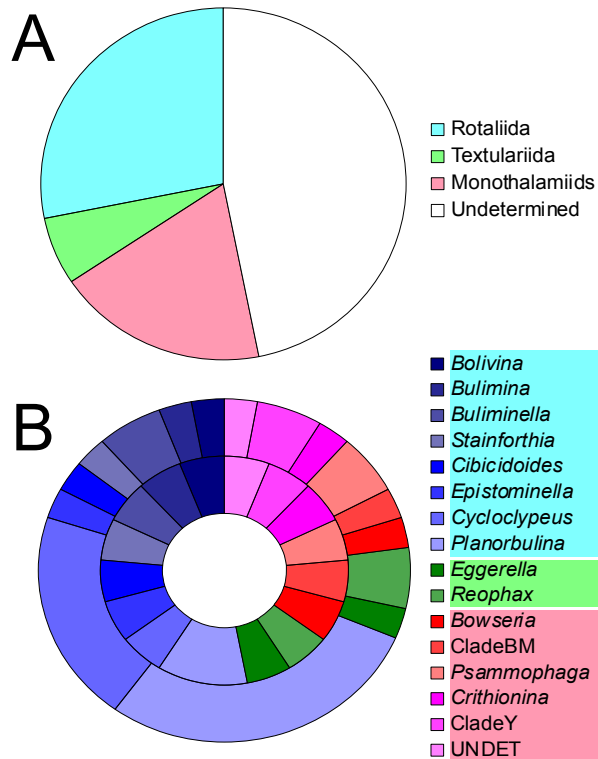 A
Rotaliida
Textulariida
Monothalamiids
Undetermined
B
Bolivina
Bulimina
Buliminella
Stainforthia
Cibicidoides
Epistominella
Cycloclypeus
Planorbulina
Eggerella
Reophax
Bowseria
CladeBM
Psammophaga
Crithionina
CladeY
UNDET